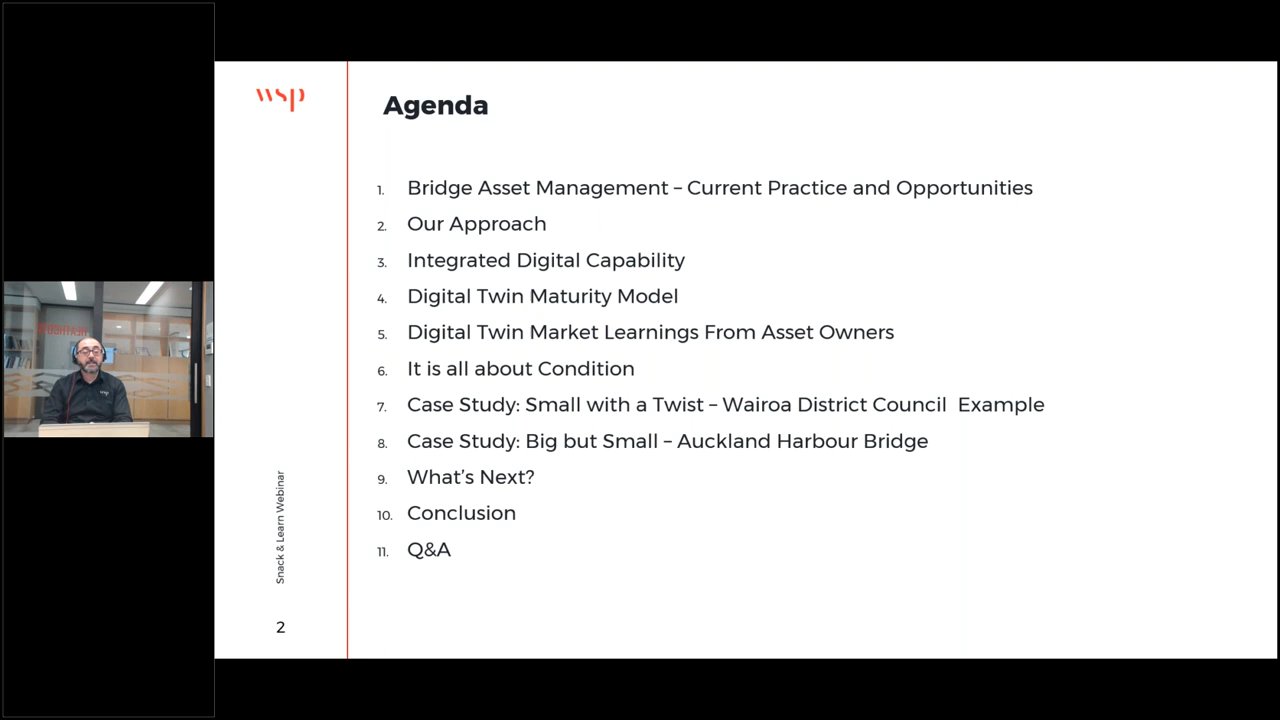 wsp
Agenda
1. Bridge Asset Management – Current Practice and Opportunities
2. Our Approach
3. Integrated Digital Capability
4. Digital Twin Maturity Model
5. Digital Twin Market Learnings From Asset Owners
6. It is all about Condition
7. Case Study: Small with a Twist – Wairoa District Council  Example
8. Case Study: Big but Small – Auckland Harbour Bridge
9. What's Next?
10. Conclusion
11. Q&A
Snack & Learn Webinar
2
wsp